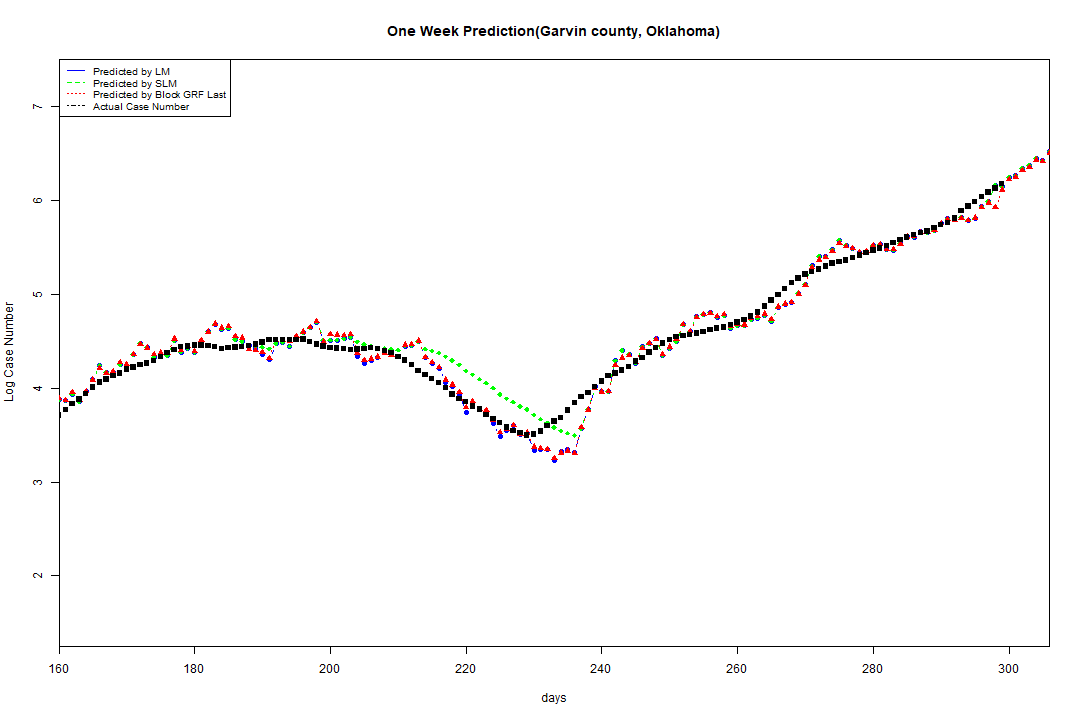 One Week Prediction(Garvin county, Oklahoma)
Predicted by LM
Predicted by SLM
Predicted by Block GRF Last
Actual Case Number
7
6
5
4
3
2
Log Case Number
160 180 200 220 240 260 280 300
days